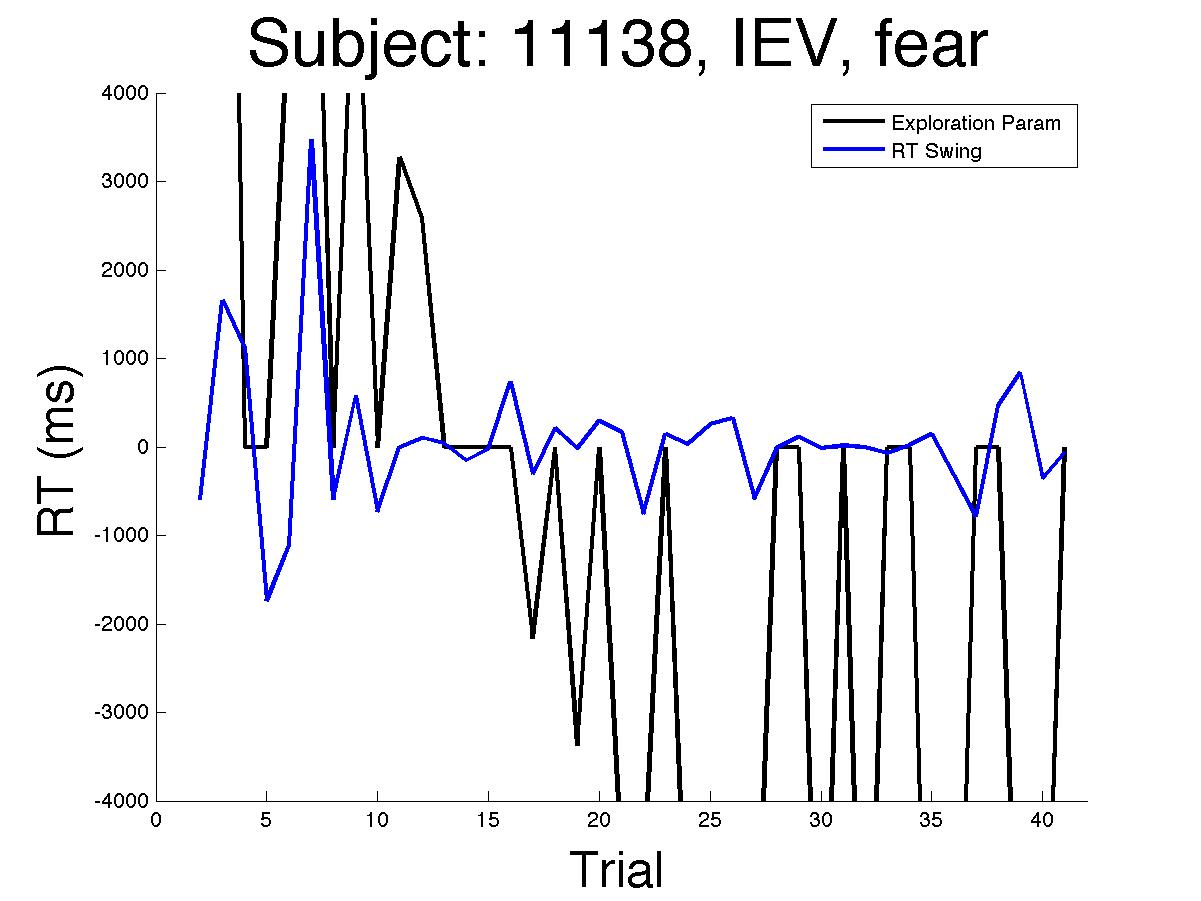 Subject: 11138, IEV, fear
Exploration Param
RT Swing
4000
3000
2000
1000
0
-1000
-2000
-3000
-4000
RT (ms)
0 5 10 15 20 25 30 35 40
Trial